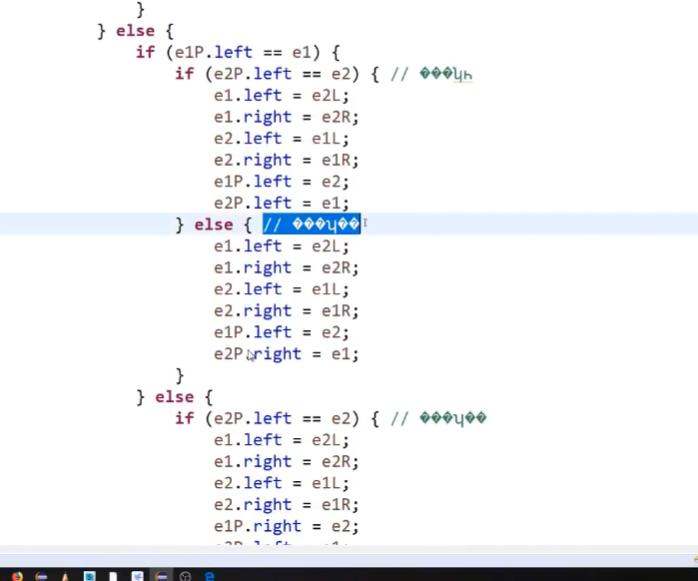 }
} else {
if (e1P.left == e1) {
if (e2P.left == e2) { // ���կհ
e1.left = e2L;
e1.right = e2R;
e2.left = e1L;
e2.right = e1R;
e1P.left = e2;
e2P.left = e1;
} else { // ���կ��
e1.left = e2L;
e1.right = e2R;
e2.left = e1L;
e2.right = e1R;
e1P.left = e2;
e2P.right = e1;
}
} else {
if (e2P.left == e2) { // ���կ��
e1.left = e2L;
e1.right = e2R;
e2.left = e1L;
e2.right = e1R;
e1P.right = e2;